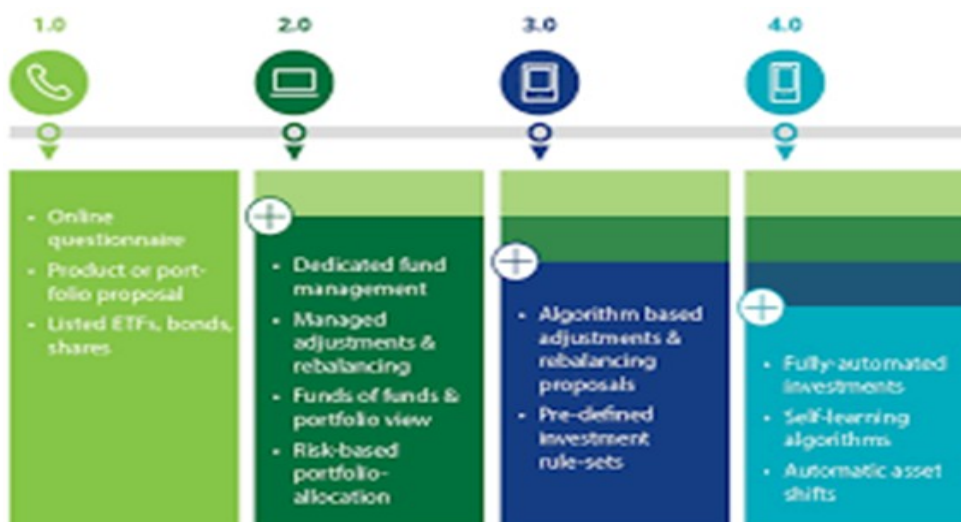 1.0
2.0
3.0
4.0
• Online
questionnaire
• Product or port-
folio proposal
• Listed ETFs, bonds,
shares
• Dedicated fund
management
• Managed
adjustments &
rebalancing
• Funds of funds &
portfolio view
• Risk-based
portfolio-
allocation
• Algorithm based
adjustments &
rebalancing
proposals
• Pre-defined
investment
rule-sets
• Fully-automated
investments
• Self-learning
algorithms
• Automatic asset
shifts